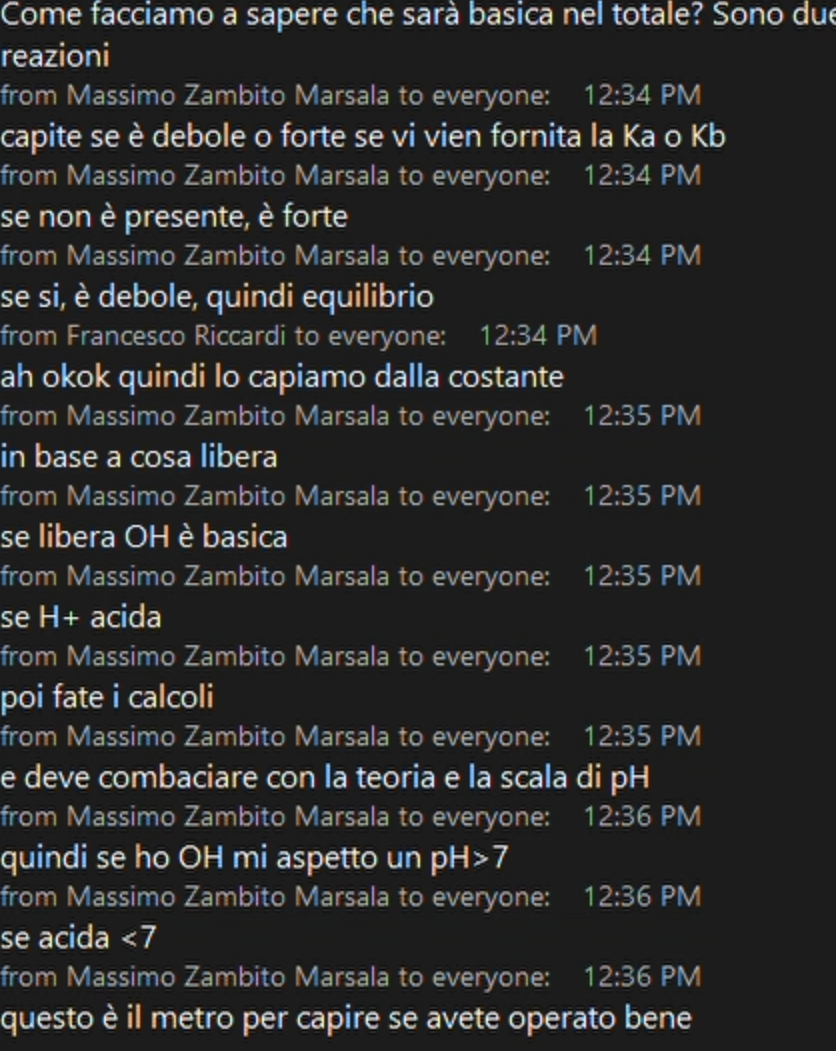 Come facciamo a sapere che sarà basica nel totale? Sono due
reazioni
from Massimo Zambito Marsala to everyone: 12:34 PM
capite se è debole o forte se vi vien fornita la Ka o Kb
from Massimo Zambito Marsala to everyone: 12:34 PM
se non è presente, è forte
from Massimo Zambito Marsala to everyone: 12:34 PM
se si, è debole, quindi equilibrio
from Francesco Riccardi to everyone: 12:34 PM
ah okok quindi lo capiamo dalla costante
from Massimo Zambito Marsala to everyone: 12:35 PM
in base a cosa libera
from Massimo Zambito Marsala to everyone: 12:35 PM
se libera OH è basica
from Massimo Zambito Marsala to everyone: 12:35 PM
se H+ acida
from Massimo Zambito Marsala to everyone: 12:35 PM
poi fate i calcoli
from Massimo Zambito Marsala to everyone: 12:35 PM
e deve combaciare con la teoria e la scala di pH
from Massimo Zambito Marsala to everyone: 12:36 PM
quindi se ho OH mi aspetto un pH>7
from Massimo Zambito Marsala to everyone: 12:36 PM
se acida <7
from Massimo Zambito Marsala to everyone: 12:36 PM
questo è il metro per capire se avete operato bene